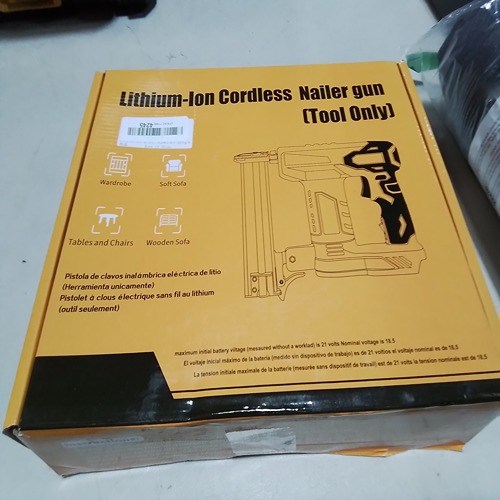 Lithium-Ion Cordless Nailer gun
(Tool Only)
Wardrobe
Soft Sofa
Tables and Chairs
Wooden Sofa
Pistola de clavos inalámbrica eléctrica de litio
(Herramienta unicamente)
Pistolet à clous électrique sans fil au lithium
(outil seulement)
maximum initial battery vlttage (mesured without a worklad) is 21 volts Nominal voltage is 18.5
El voltaje inicial máximo de la batería (medido sin dispositivo de trabajo) es de 21 voltios el voltaje nominal es de 18,5
La tension initiale maximale de la batterie (mesurée sans dispositif de travail) est de 21 volts la tension nominale est de 18,5